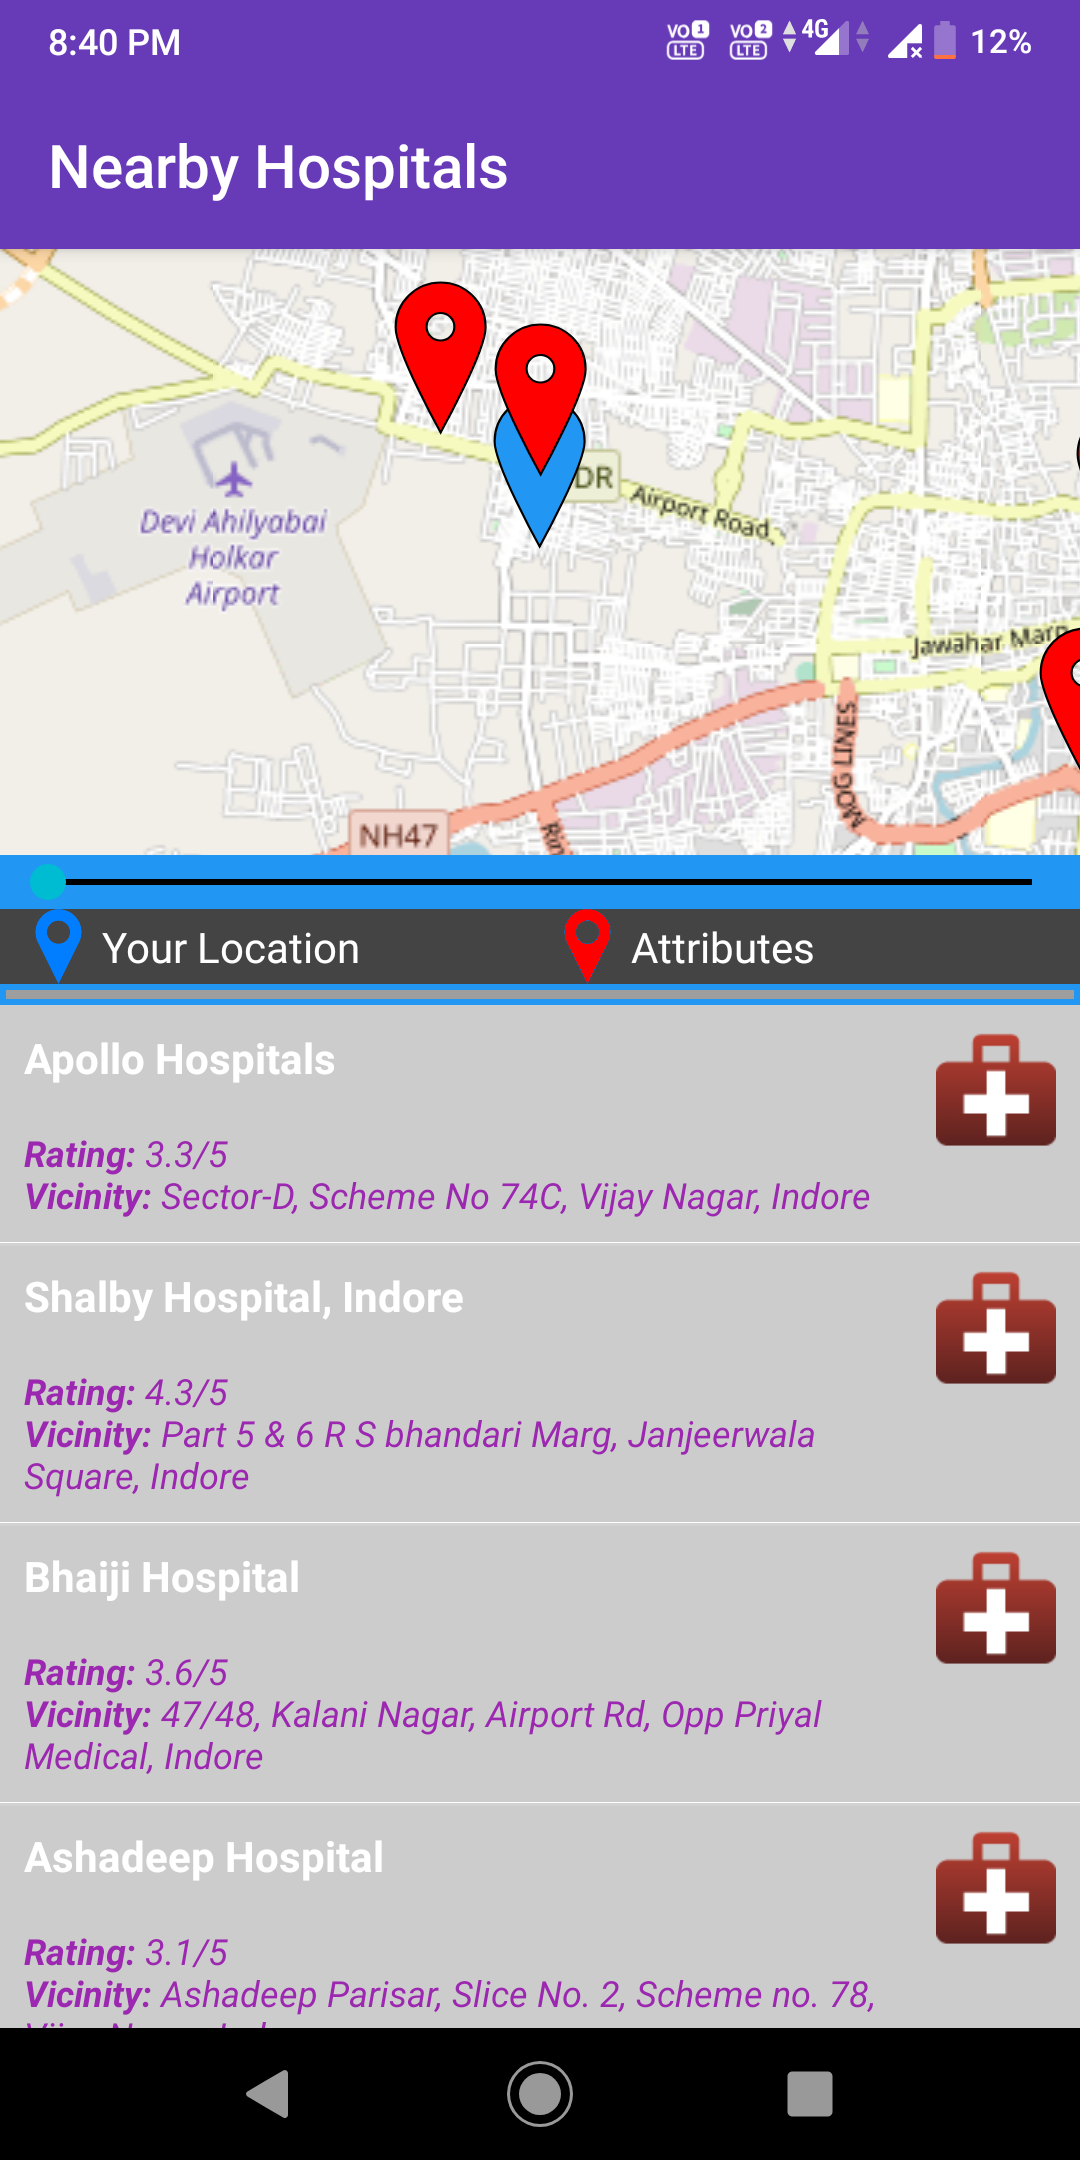 8:40 PM
VO 1 LTE VO 2 LTE 4G 12%
Nearby Hospitals
DR
Airport Road
Devi Ahilyabai
Holkar
Airport
Jawahar Marg
MOG LINES
NH47
Rin
Your Location
Attributes
Apollo Hospitals
Rating: 3.3/5
Vicinity: Sector-D, Scheme No 74C, Vijay Nagar, Indore
Shalby Hospital, Indore
Rating: 4.3/5
Vicinity: Part 5 & 6 R S bhandari Marg, Janjeerwala
Square, Indore
Bhaiji Hospital
Rating: 3.6/5
Vicinity: 47/48, Kalani Nagar, Airport Rd, Opp Priyal
Medical, Indore
Ashadeep Hospital
Rating: 3.1/5
Vicinity: Ashadeep Parisar, Slice No. 2, Scheme no. 78,